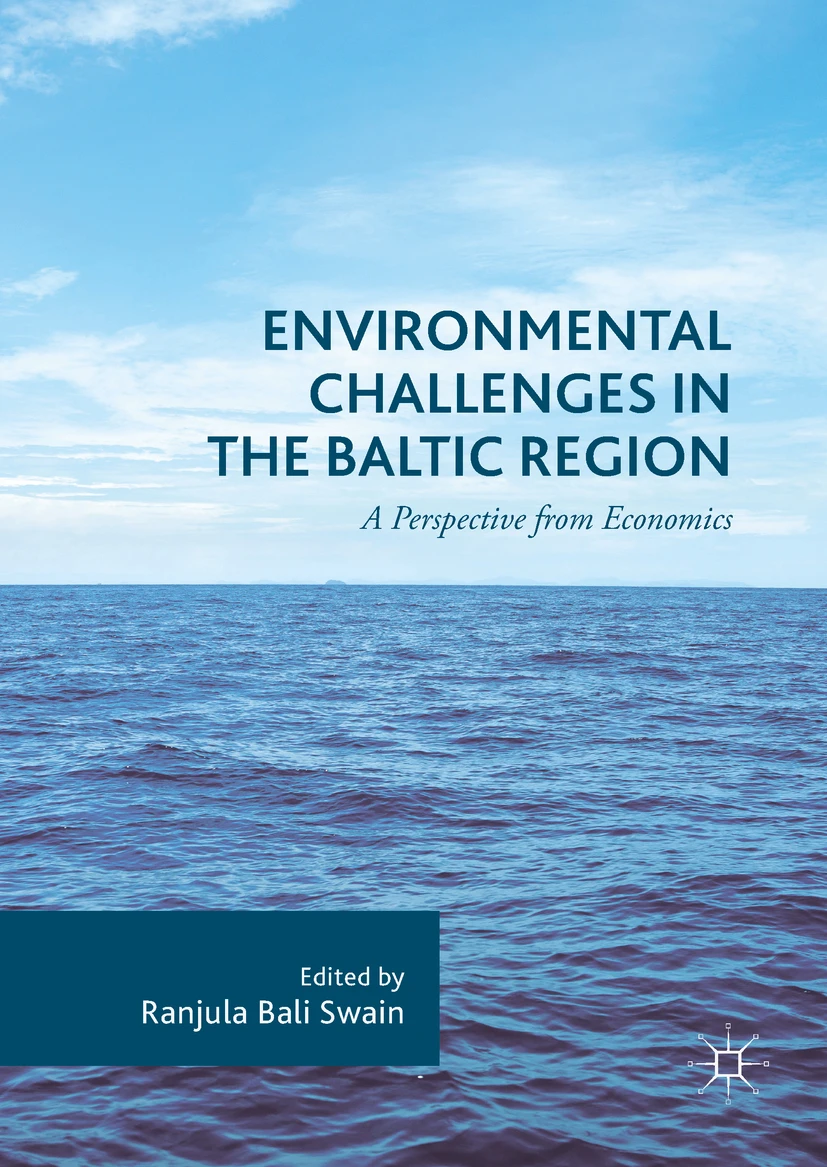 ENVIRONMENTAL
CHALLENGES IN
THE BALTIC REGION
A Perspective from Economics
Edited by
Ranjula Bali Swain